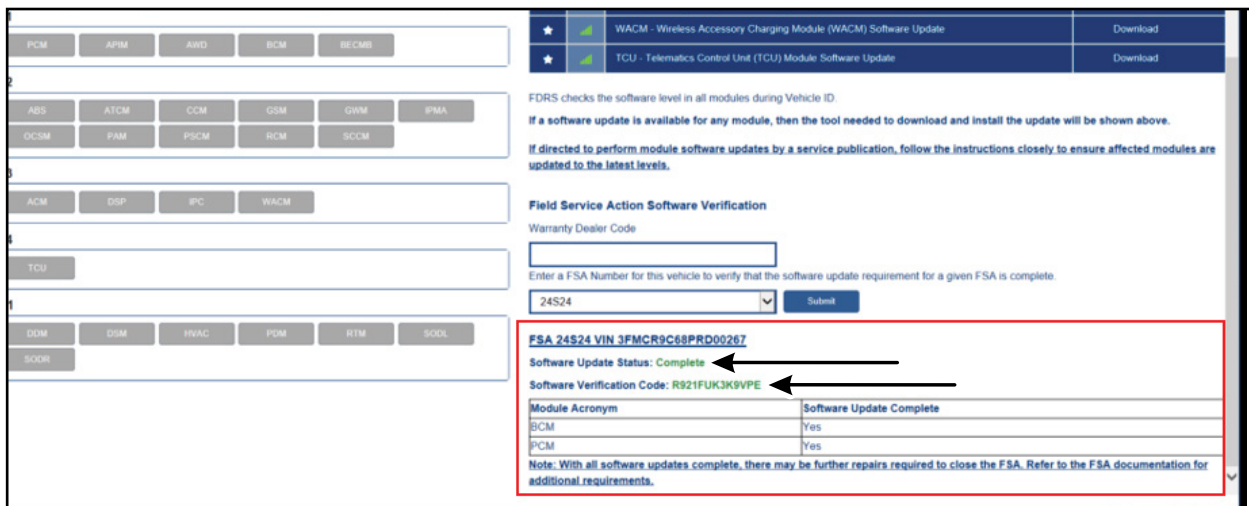 1
PCM APIM AWD BCM BECMB
2
ABS ATCM CCM GSM GWM IPMA
OCSM PAM PSCM RCM SCCM
3
ACM DSP IPC WACM
4
TCU
1
DDM DSM HVAC PDM RTM SODL
SODR
WACM - Wireless Accessory Charging Module (WACM) Software Update Download
TCU - Telematics Control Unit (TCU) Module Software Update Download
FDRS checks the software level in all modules during Vehicle ID.
If a software update is available for any module, then the tool needed to download and install the update will be shown above.
If directed to perform module software updates by a service publication, follow the instructions closely to ensure affected modules are
updated to the latest levels.
Field Service Action Software Verification
Warranty Dealer Code
Enter a FSA Number for this vehicle to verify that the software update requirement for a given FSA is complete.
24S24 Submit
FSA 24S24 VIN 3FMCR9C68PRD00267
Software Update Status: Complete
Software Verification Code: R921FUK3K9VPE
Module Acronym Software Update Complete
BCM Yes
PCM Yes
Note: With all software updates complete, there may be further repairs required to close the FSA. Refer to the FSA documentation for
additional requirements.